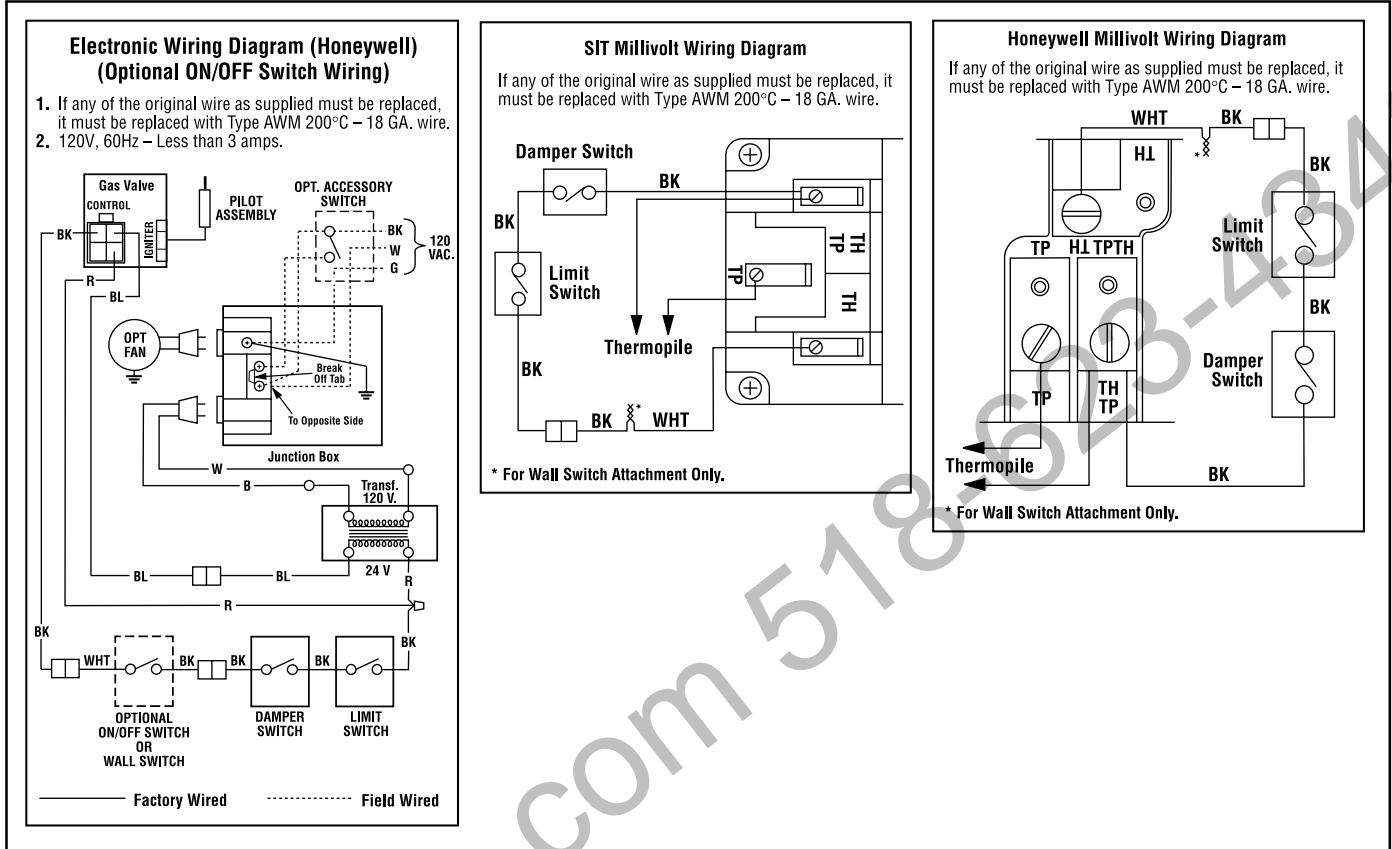 Electronic Wiring Diagram (Honeywell)
(Optional ON/OFF Switch Wiring)
1. If any of the original wire as supplied must be replaced,
it must be replaced with Type AWM 200°C – 18 GA. wire.
2. 120V, 60Hz – Less than 3 amps.
Gas Valve
CONTROL
IGNITER
PILOT
ASSEMBLY
OPT. ACCESSORY
SWITCH
BK
W
G
120
VAC.
BK
R
BL
OPT
FAN
Break
Off Tab
To Opposite Side
Junction Box
W
B
Transf.
120 V.
24 V
BL
BL
R
R
BK
BK
WHT
BK
BK
BK
OPTIONAL
ON/OFF SWITCH
OR
WALL SWITCH
DAMPER
SWITCH
LIMIT
SWITCH
Factory Wired
Field Wired
SIT Millivolt Wiring Diagram
If any of the original wire as supplied must be replaced, it
must be replaced with Type AWM 200°C – 18 GA. wire.
Damper Switch
BK
BK
Limit
Switch
TH
TP
TP
TH
Thermopile
BK
BK
*
WHT
* For Wall Switch Attachment Only.
Honeywell Millivolt Wiring Diagram
If any of the original wire as supplied must be replaced, it
must be replaced with Type AWM 200°C – 18 GA. wire.
WHT
BK
*
TH
BK
Limit
Switch
TP
TH TPTH
BK
Damper
Switch
TP
TH
TP
Thermopile
BK
* For Wall Switch Attachment Only.
com 518-623-434